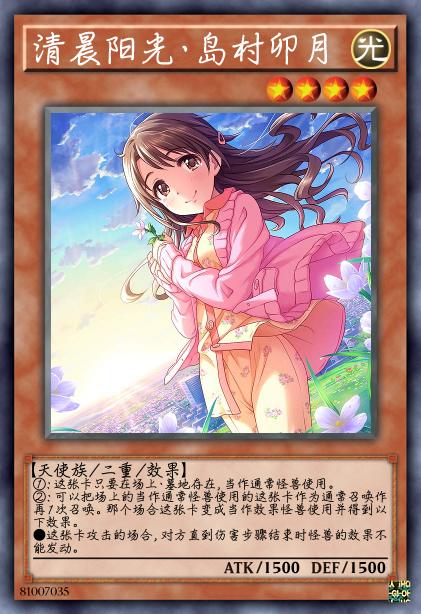 清晨阳光·岛村卯月
光
【天使族/二重/效果】
①：这张卡只要在场上·墓地存在，当作通常怪兽使用。
②：可以把场上的当作通常怪兽使用的这张卡作为通常召唤作
再1次召唤。那个场合这张卡变成当作效果怪兽使用并得到以
下效果。
●这张卡攻击的场合，对方直到伤害步骤结束时怪兽的效果不
能发动。
ATK/1500 DEF/1500
81007035